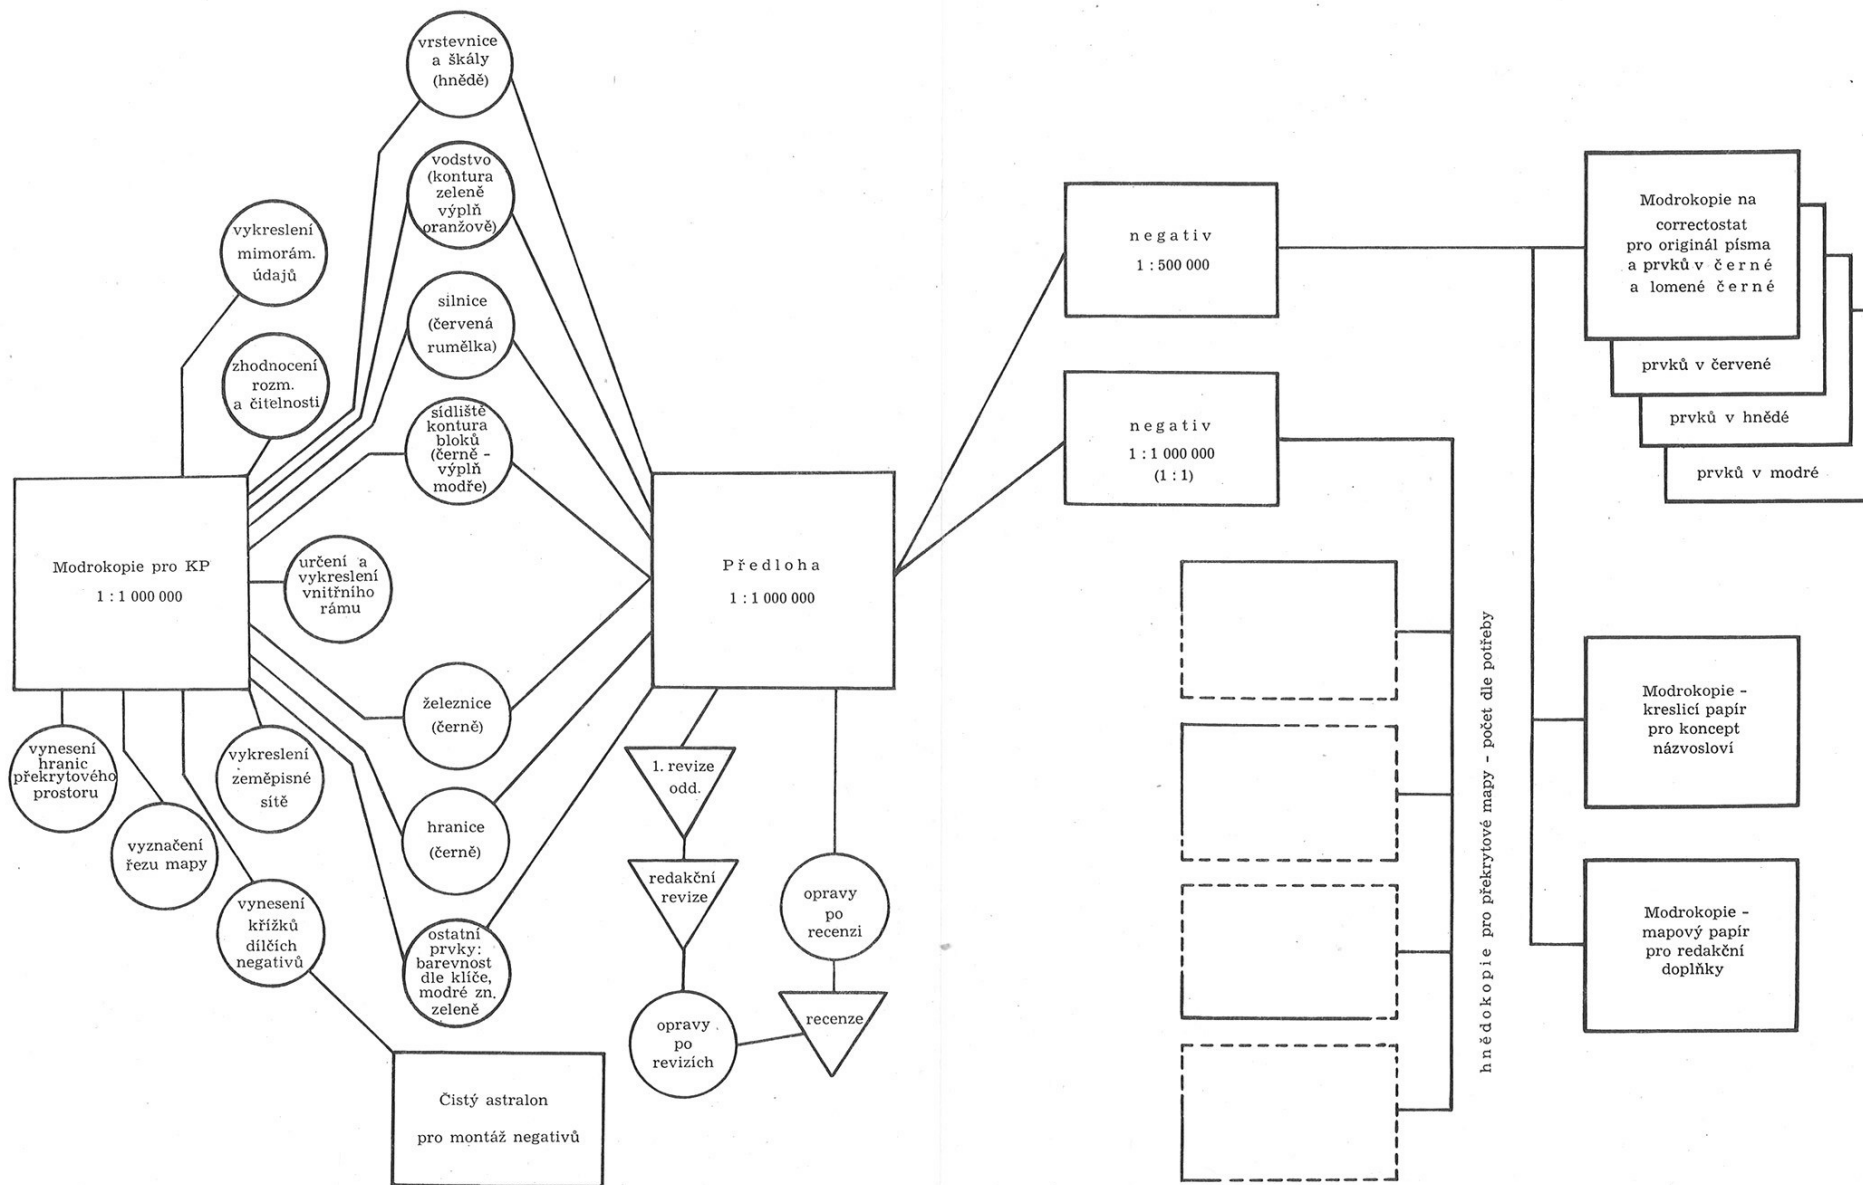 vrstevnice
a škály
(hnědě)
vodstvo
(kontura
zeleně
výplň
oranžově)
vykreslení
mimorám.
údajů
silnice
(červená
rumělka)
zhodnocení
rozm.
a čitelnosti
sídliště
kontura
bloků
(černě -
výplň
modře)
Modrokopie pro KP
1 : 1 000 000
určení a
vykreslení
vnitřního
rámu
železnice
(černě)
vynesení
hranic
překrytového
prostoru
vykreslení
zeměpisné
sítě
vyznačení
řezu mapy
hranice
(černě)
vynesení
křížků
dílčích
negativů
ostatní
prvky:
barevnost
dle klíče,
modré zn.
zeleně
Čistý astralon
pro montáž negativů
Předloha
1 : 1 000 000
1. revize
odd.
redakční
revize
opravy
po
revizích
opravy
po
recenzi
recenze
negativ
1 : 500 000
negativ
1 : 1 000 000
(1 : 1)
hnědokopie pro překrytové mapy - počet dle potřeby
Modrokopie na
correctostat
pro originál písma
a prvků v černé
a lomené černé
prvků v červené
prvků v hnědé
prvků v modré
Modrokopie -
kreslicí papír
pro koncept
názvosloví
Modrokopie -
mapový papír
pro redakční
doplňky